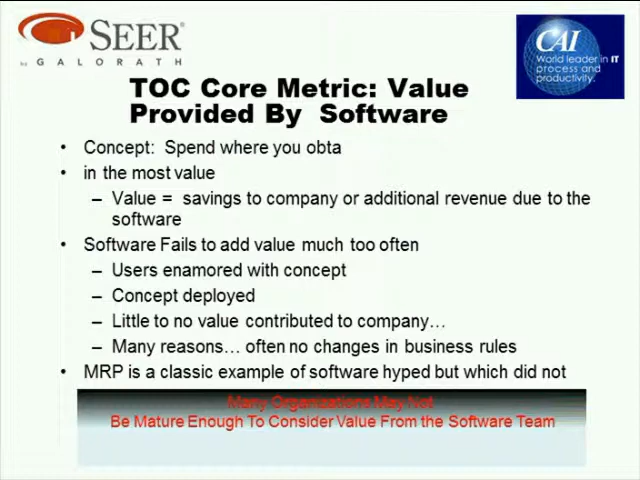 SEER®
by GALORATH
CAI
World leader in IT
process and
productivity.
TOC Core Metric: Value
Provided By Software
• Concept: Spend where you obta
• in the most value
– Value = savings to company or additional revenue due to the
software
• Software Fails to add value much too often
– Users enamored with concept
– Concept deployed
– Little to no value contributed to company…
– Many reasons… often no changes in business rules
• MRP is a classic example of software hyped but which did not
Many Organizations May Not
Be Mature Enough To Consider Value From the Software Team